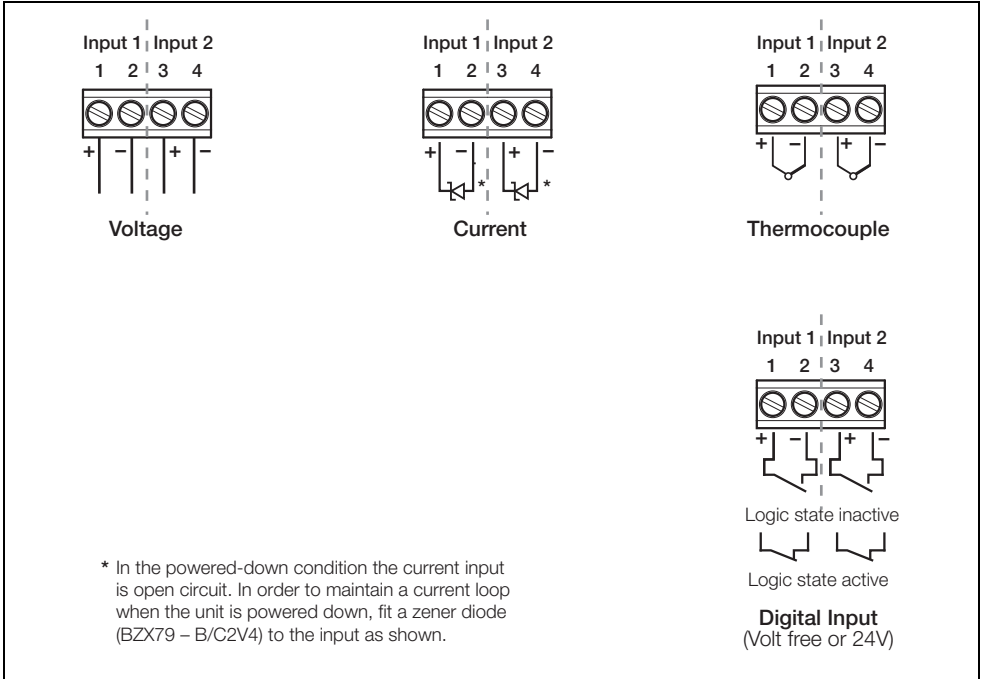 Input 1 Input 2
1 2 3 4
+ – + –
Voltage
Input 1 Input 2
1 2 3 4
+ – + –
* *
Current
Input 1 Input 2
1 2 3 4
+ – + –
Thermocouple
Input 1 Input 2
1 2 3 4
+ – + –
Logic state inactive
Logic state active
Digital Input
(Volt free or 24V)
* In the powered-down condition the current input
is open circuit. In order to maintain a current loop
when the unit is powered down, fit a zener diode
(BZX79 – B/C2V4) to the input as shown.